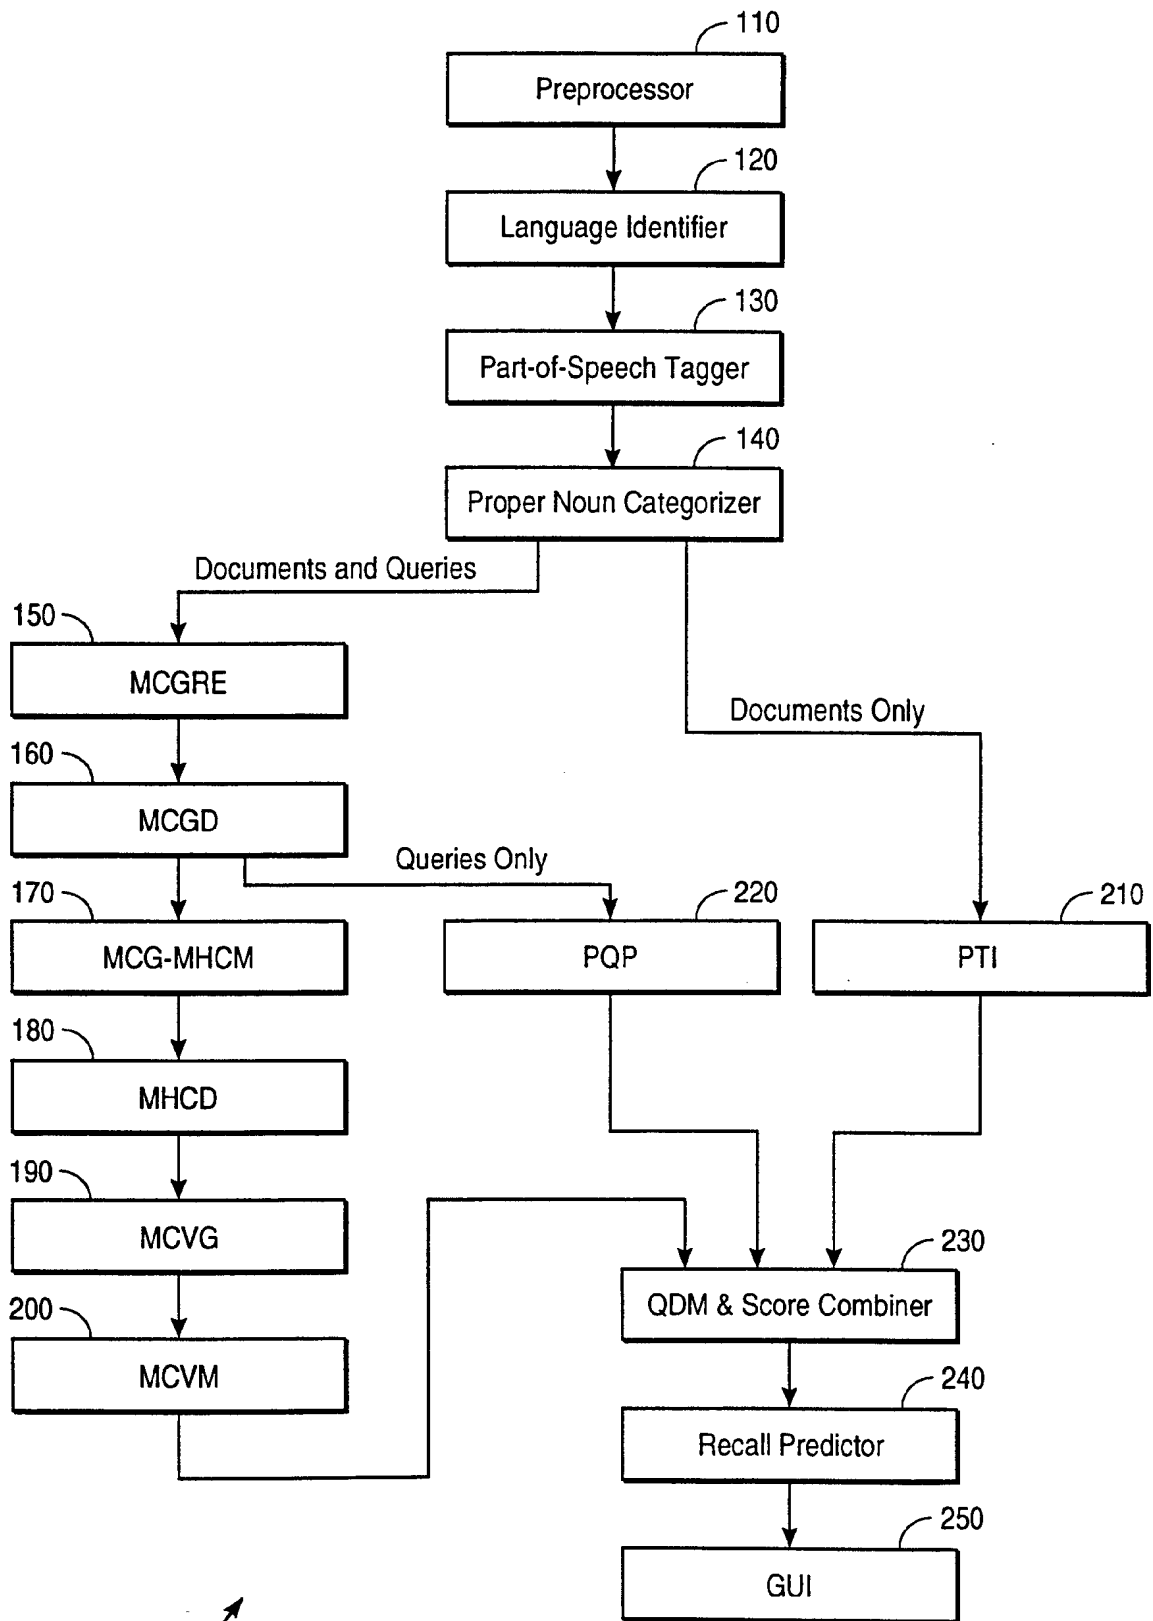 110
Preprocessor
120
Language Identifier
130
Part-of-Speech Tagger
140
Proper Noun Categorizer
Documents and Queries
150
MCGRE
Documents Only
160
MCGD
Queries Only
170
MCG-MHCM
220
PQP
210
PTI
180
MHCD
190
MCVG
230
QDM & Score Combiner
200
MCVM
240
Recall Predictor
250
GUI